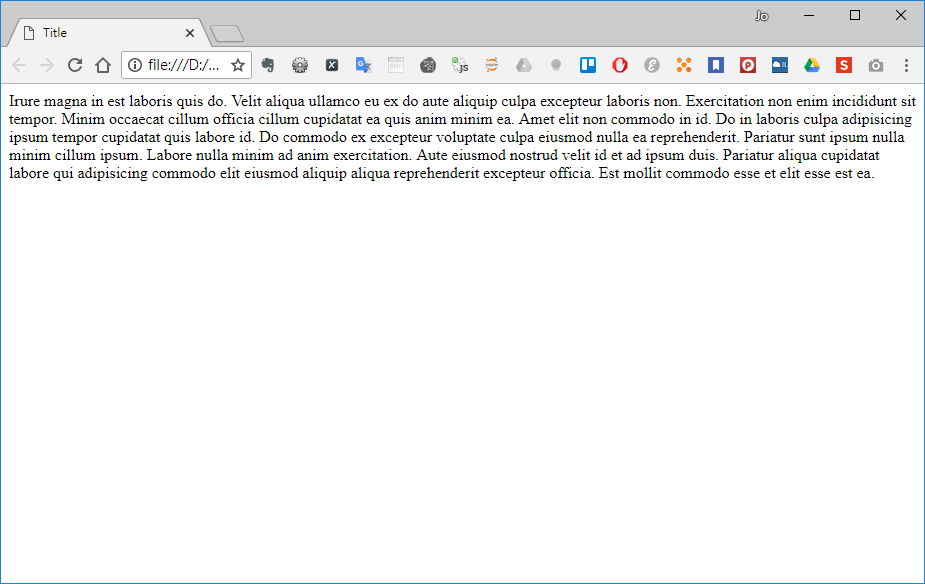 Jo
Title
file:///D:/...
js
Irure magna in est laboris quis do. Velit aliqua ullamco eu ex do aute aliquip culpa excepteur laboris non. Exercitation non enim incididunt sit
tempor. Minim occaecat cillum officia cillum cupidatat ea quis anim minim ea. Amet elit non commodo in id. Do in laboris culpa adipisicing
ipsum tempor cupidatat quis labore id. Do commodo ex excepteur voluptate culpa eiusmod nulla ea reprehenderit. Pariatur sunt ipsum nulla
minim cillum ipsum. Labore nulla minim ad anim exercitation. Aute eiusmod nostrud velit id et ad ipsum duis. Pariatur aliqua cupidatat
labore qui adipisicing commodo elit eiusmod aliquip aliqua reprehenderit excepteur officia. Est mollit commodo esse et elit esse est ea.